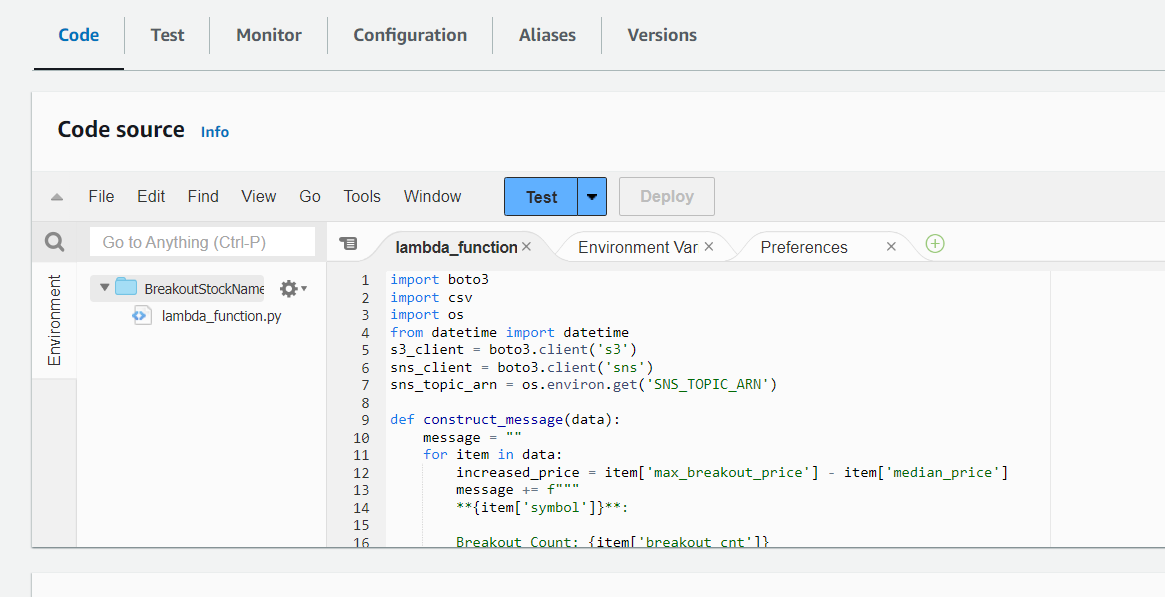 Code Test Monitor Configuration Aliases Versions
Code source Info
File Edit Find View Go Tools Window Test Deploy
Go to Anything (Ctrl-P) lambda_function × Environment Var × Preferences ×
Environment
BreakoutStockName
lambda_function.py
1 import boto3
2 import csv
3 import os
4 from datetime import datetime
5 s3_client = boto3.client('s3')
6 sns_client = boto3.client('sns')
7 sns_topic_arn = os.environ.get('SNS_TOPIC_ARN')
8
9 def construct_message(data):
10     message = ""
11     for item in data:
12         increased_price = item['max_breakout_price'] - item['median_price']
13         message += f"""
14         **{item['symbol']}**:
15
16         Breakout Count: {item['breakout_cnt']}